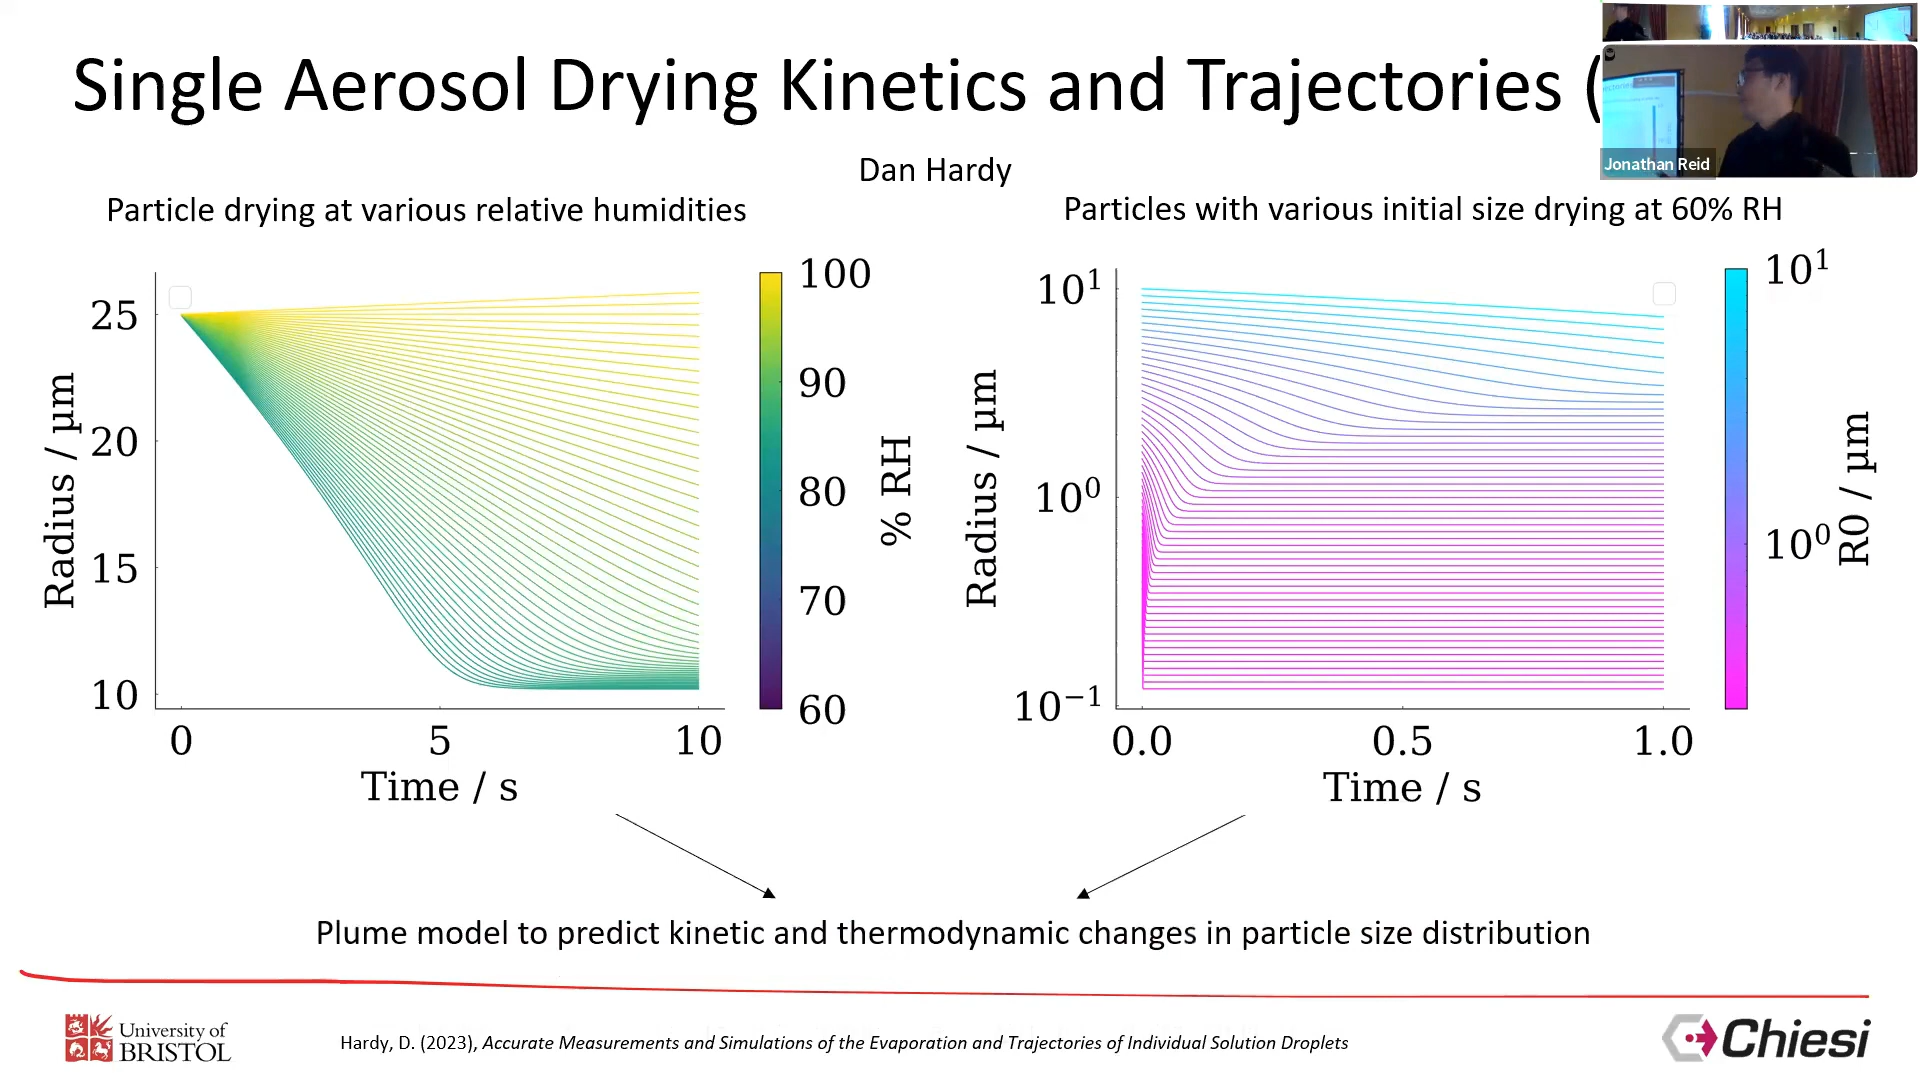 Single Aerosol Drying Kinetics and Trajectories (
Jonathan Reid
Dan Hardy
Particle drying at various relative humidities
Particles with various initial size drying at 60% RH
25
20
15
10
Radius / µm
0
5
10
Time / s
100
90
80
70
60
% RH
10¹
10⁰
10⁻¹
Radius / µm
0.0
0.5
1.0
Time / s
10¹
10⁰
R0 / µm
Plume model to predict kinetic and thermodynamic changes in particle size distribution
University of
BRISTOL
Hardy, D. (2023), Accurate Measurements and Simulations of the Evaporation and Trajectories of Individual Solution Droplets
Chiesi